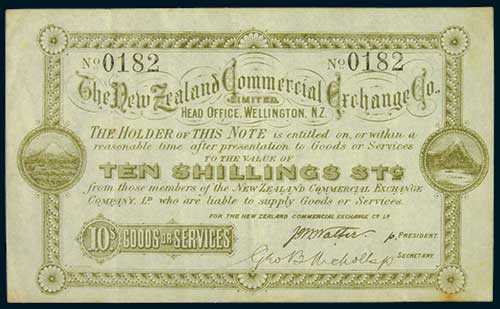 No 0182 No 0182
The New Zealand Commercial Exchange Co.
LIMITED
HEAD OFFICE, WELLINGTON, N.Z.
THE HOLDER OF THIS NOTE is entitled on, or within a
reasonable time after presentation to Goods or Services
TO THE VALUE OF
TEN SHILLINGS STG
from those members of the NEW ZEALAND COMMERCIAL EXCHANGE
COMPANY, LD who are liable to supply Goods or Services.
FOR THE NEW ZEALAND COMMERCIAL EXCHANGE CO LD
PRESIDENT
10S GOODS OR SERVICES
Geo B Nicholls p. SECRETARY